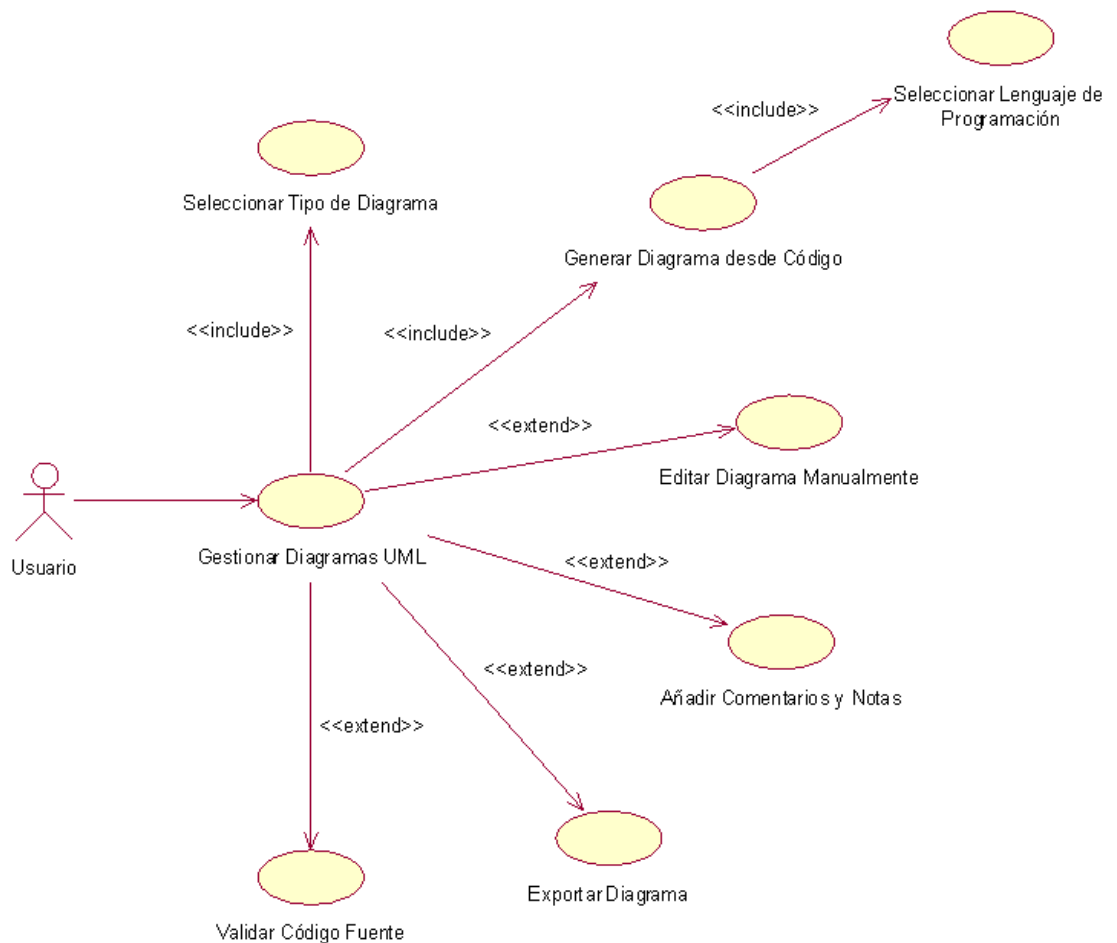 Seleccionar Lenguaje de
Programación
<<include>>
Seleccionar Tipo de Diagrama
Generar Diagrama desde Código
<<include>>
<<include>>
<<extend>>
Editar Diagrama Manualmente
Usuario
Gestionar Diagramas UML
<<extend>>
<<extend>>
Añadir Comentarios y Notas
<<extend>>
Exportar Diagrama
Validar Código Fuente